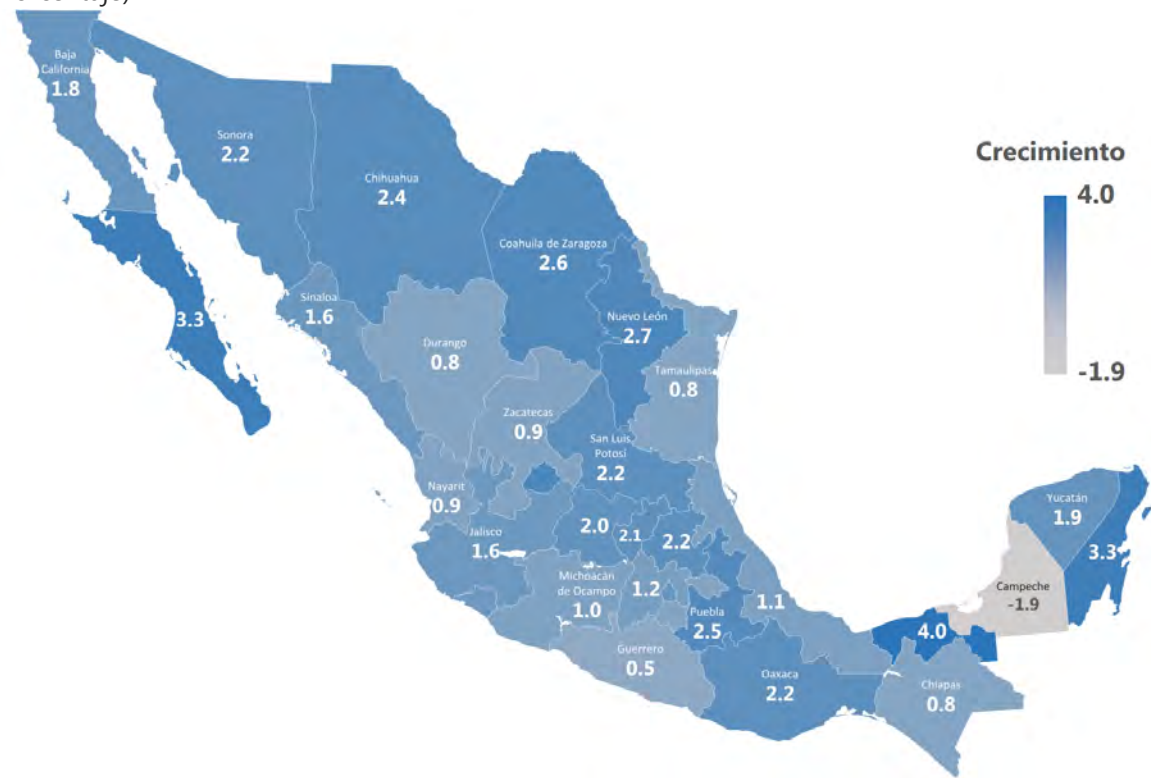 Baja
California
1.8
Sonora
2.2
Chihuahua
2.4
Coahuila de Zaragoza
2.6
Crecimiento
4.0
-1.9
3.3
Sinaloa
1.6
Nuevo León
2.7
Durango
0.8
Tamaulipas
0.8
Zacatecas
0.9
San Luis
Potosí
2.2
Nayarit
0.9
Jalisco
1.6
2.0
2.1
2.2
Yucatán
1.9
3.3
Campeche
-1.9
Michoacán
de Ocampo
1.0
1.2
1.1
Puebla
2.5
4.0
Guerrero
0.5
Oaxaca
2.2
Chiapas
0.8